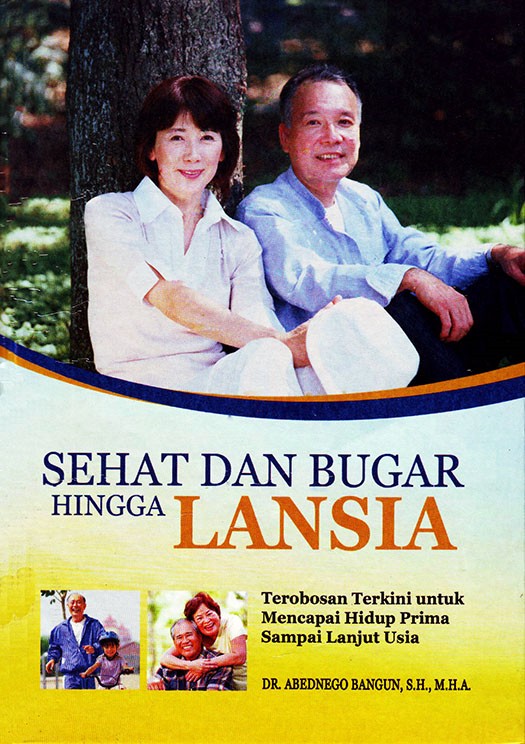 SEHAT DAN BUGAR
HINGGA LANSIA
Terobosan Terkini untuk
Mencapai Hidup Prima
Sampai Lanjut Usia
DR. ABEDNEGO BANGUN, S.H., M.H.A.